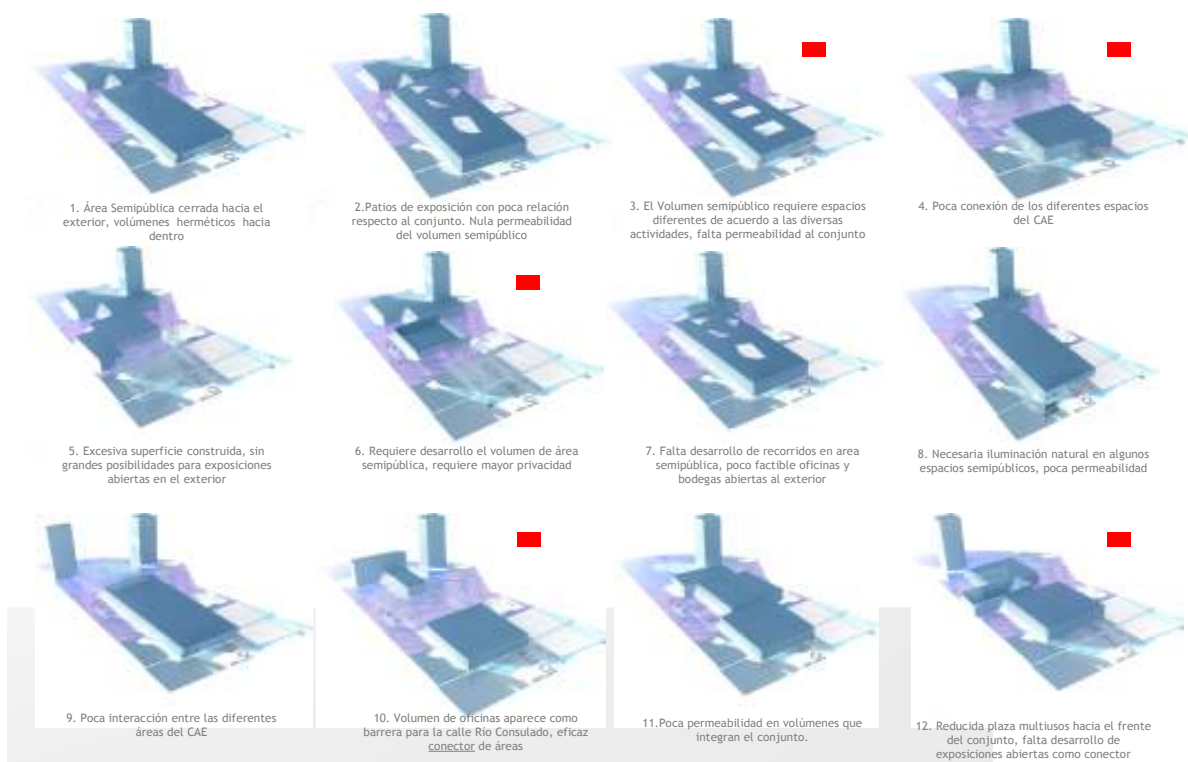 1. Área Semipública cerrada hacia el
exterior, volúmenes herméticos hacia
dentro
2.Patios de exposición con poca relación
respecto al conjunto. Nula permeabilidad
del volumen semipúblico
3. El Volumen semipúblico requiere espacios
diferentes de acuerdo a las diversas
actividades, falta permeabilidad al conjunto
4. Poca conexión de los diferentes espacios
del CAE
5. Excesiva superficie construida, sin
grandes posibilidades para exposiciones
abiertas en el exterior
6. Requiere desarrollo el volumen de área
semipública, requiere mayor privacidad
7. Falta desarrollo de recorridos en area
semipública, poco factible oficinas y
bodegas abiertas al exterior
8. Necesaria iluminación natural en algunos
espacios semipúblicos, poca permeabilidad
9. Poca interacción entre las diferentes
áreas del CAE
10. Volumen de oficinas aparece como
barrera para la calle Río Consulado, eficaz
conector de áreas
11.Poca permeabilidad en volúmenes que
integran el conjunto.
12. Reducida plaza multiusos hacia el frente
del conjunto, falta desarrollo de
exposiciones abiertas como conector